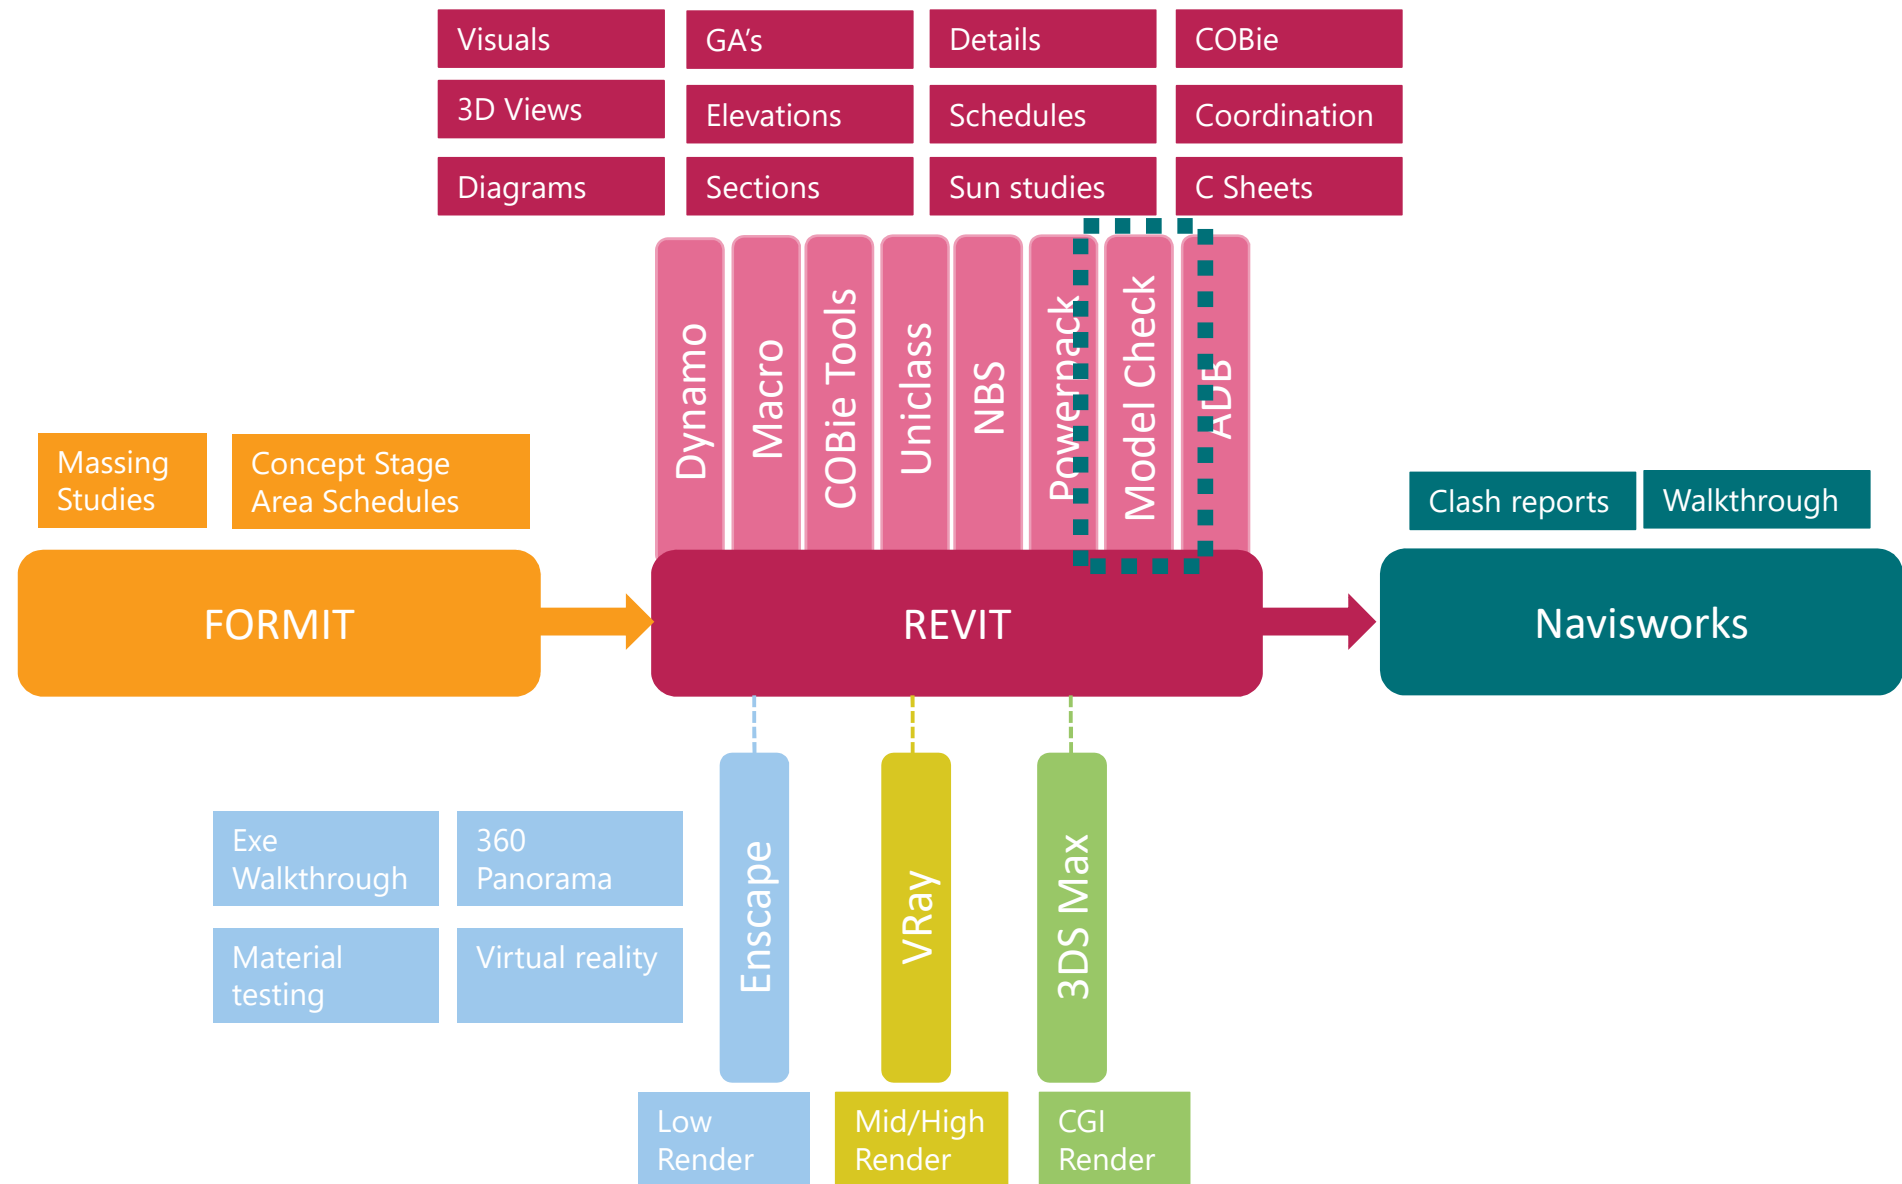 Visuals
GA's
Details
COBie
3D Views
Elevations
Schedules
Coordination
Diagrams
Sections
Sun studies
C Sheets
Dynamo
Macro
COBie Tools
Uniclass
NBS
Powerpack
Model Check
ADB
Massing
Studies
Concept Stage
Area Schedules
Clash reports
Walkthrough
FORMIT
REVIT
Navisworks
Exe
Walkthrough
360
Panorama
Material
testing
Virtual reality
Enscape
VRay
3DS Max
Low
Render
Mid/High
Render
CGI
Render